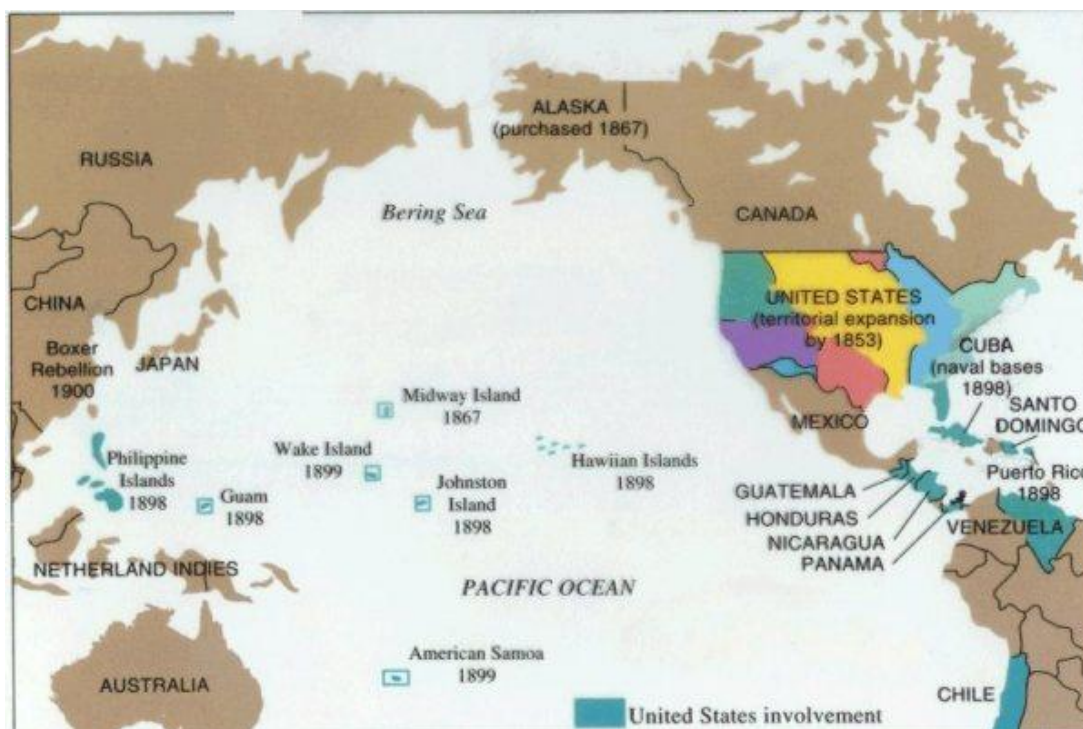 ALASKA
(purchased 1867)
RUSSIA
Bering Sea
CANADA
CHINA
UNITED STATES
(territorial expansion
by 1853)
Boxer
Rebellion
1900
JAPAN
CUBA
(naval bases
1898)
Midway Island
1867
MEXICO
SANTO
DOMINGO
Philippine
Islands
1898
Wake Island
1899
Hawiian Islands
1898
Guam
1898
Johnston
Island
1898
Puerto Rico
1898
GUATEMALA
HONDURAS
NICARAGUA
PANAMA
VENEZUELA
NETHERLAND INDIES
PACIFIC OCEAN
American Samoa
1899
AUSTRALIA
CHILE
United States involvement